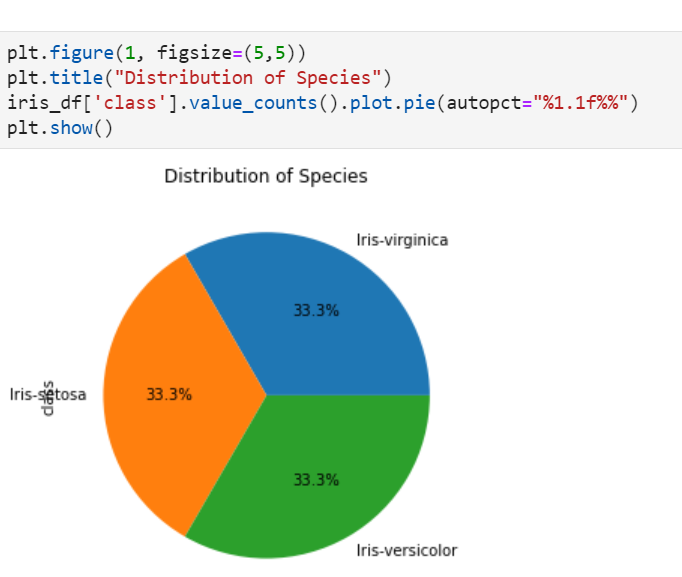 plt.figure(1, figsize=(5,5))
plt.title("Distribution of Species")
iris_df['class'].value_counts().plot.pie(autopct="%1.1f%%")
plt.show()
Distribution of Species
Iris-virginica
33.3%
Iris-setosa
class
33.3%
33.3%
Iris-versicolor